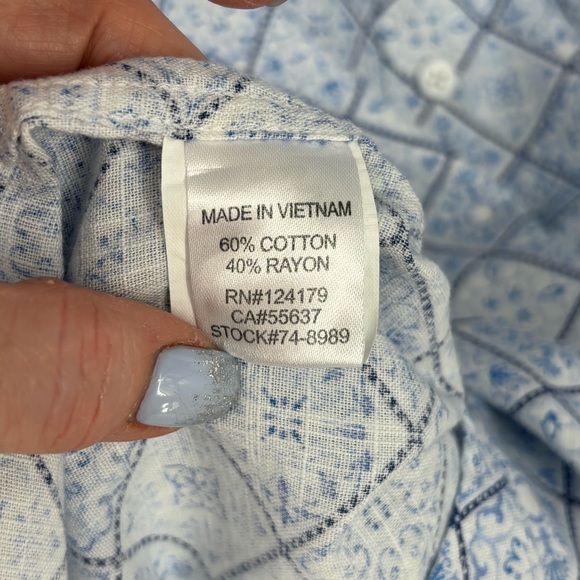 MADE IN VIETNAM
60% COTTON
40% RAYON
RN#124179
CA#55637
STOCK#74-8989